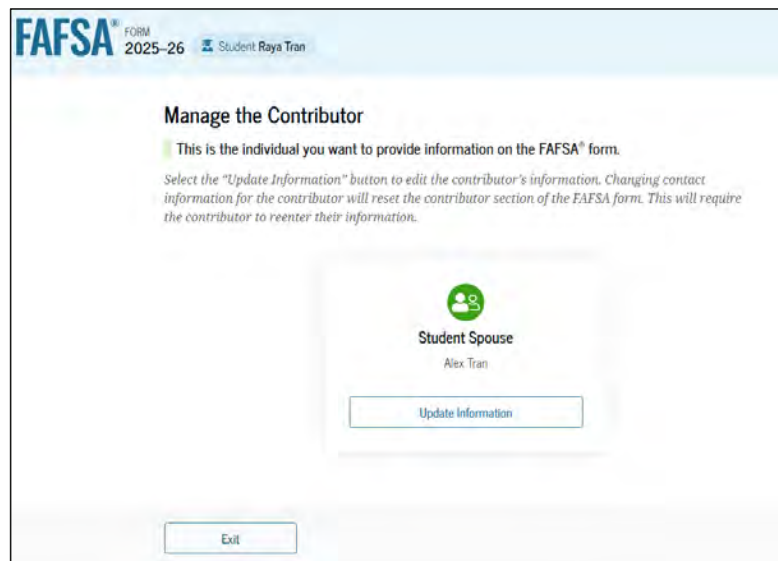 FAFSA® FORM
2025–26 Student Raya Tran
Manage the Contributor
This is the individual you want to provide information on the FAFSA® form.
Select the "Update Information" button to edit the contributor's information. Changing contact
information for the contributor will reset the contributor section of the FAFSA form. This will require
the contributor to reenter their information.
Student Spouse
Alex Tran
Update Information
Exit